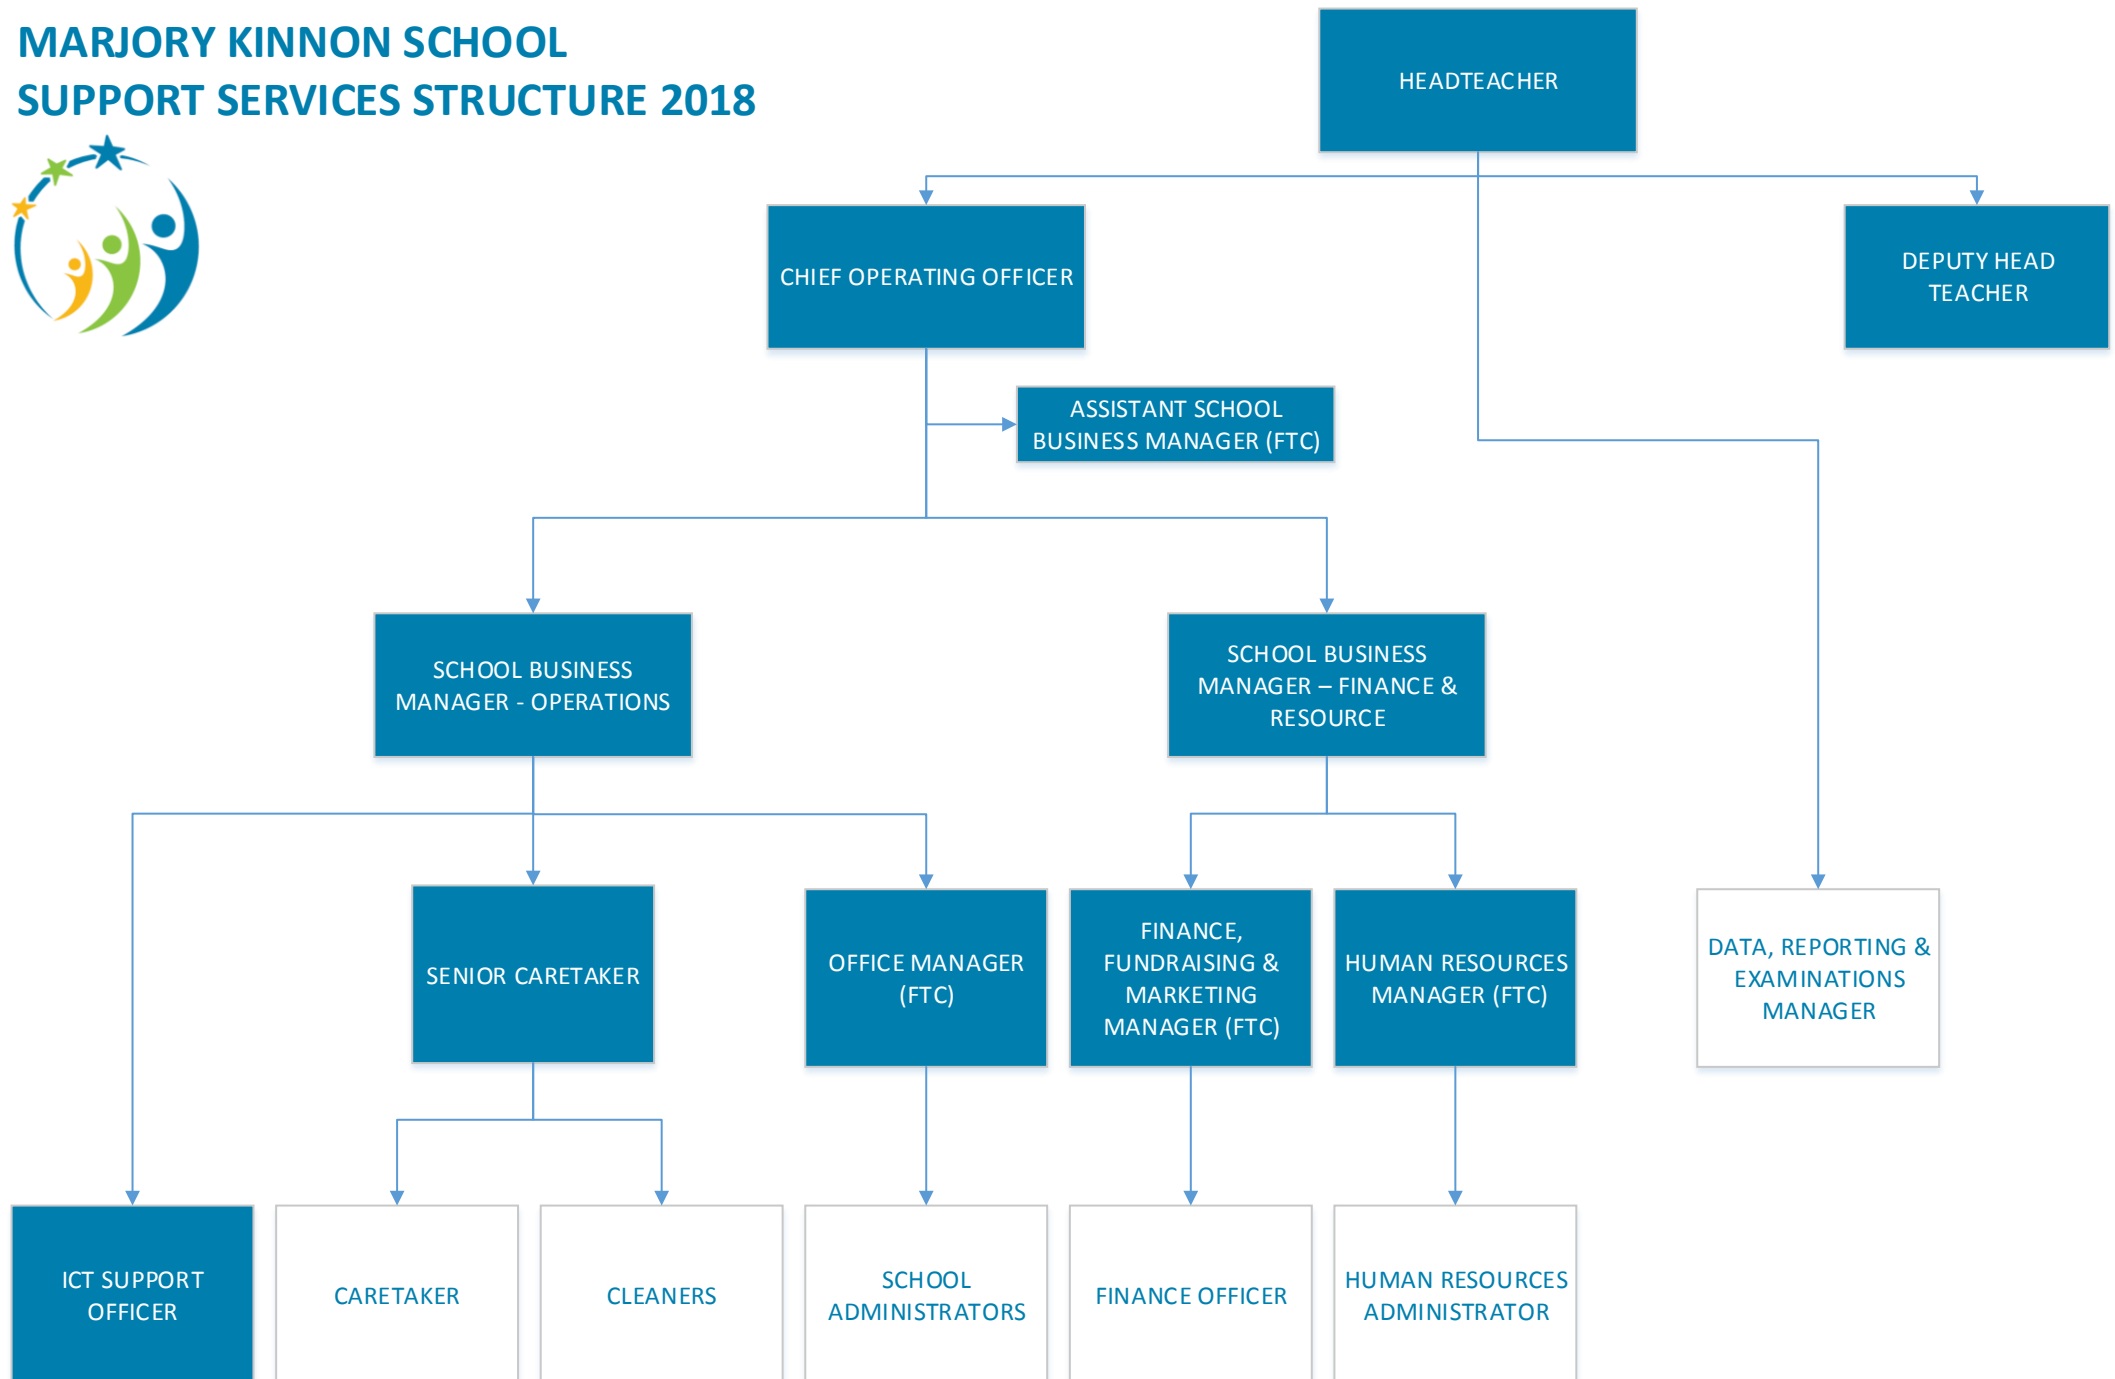 MARJORY KINNON SCHOOL
SUPPORT SERVICES STRUCTURE 2018
HEADTEACHER
CHIEF OPERATING OFFICER
DEPUTY HEAD
TEACHER
ASSISTANT SCHOOL
BUSINESS MANAGER (FTC)
SCHOOL BUSINESS
MANAGER - OPERATIONS
SCHOOL BUSINESS
MANAGER – FINANCE &
RESOURCE
SENIOR CARETAKER
OFFICE MANAGER
(FTC)
FINANCE,
FUNDRAISING &
MARKETING
MANAGER (FTC)
HUMAN RESOURCES
MANAGER (FTC)
DATA, REPORTING &
EXAMINATIONS
MANAGER
ICT SUPPORT
OFFICER
CARETAKER
CLEANERS
SCHOOL
ADMINISTRATORS
FINANCE OFFICER
HUMAN RESOURCES
ADMINISTRATOR